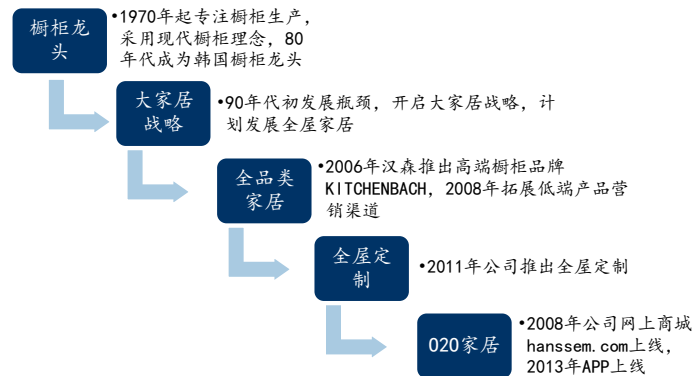 橱柜龙
头
•1970年起专注橱柜生产，
采用现代橱柜理念，80
年代成为韩国橱柜龙头
大家居
战略
•90年代初发展瓶颈，开启大家居战略，计
划发展全屋家居
全品类
家居
•2006年汉森推出高端橱柜品牌
KITCHENBACH，2008年拓展低端产品营
销渠道
全屋定
制
•2011年公司推出全屋定制
O2O家居
•2008年公司网上商城
hanssem.com上线，
2013年APP上线